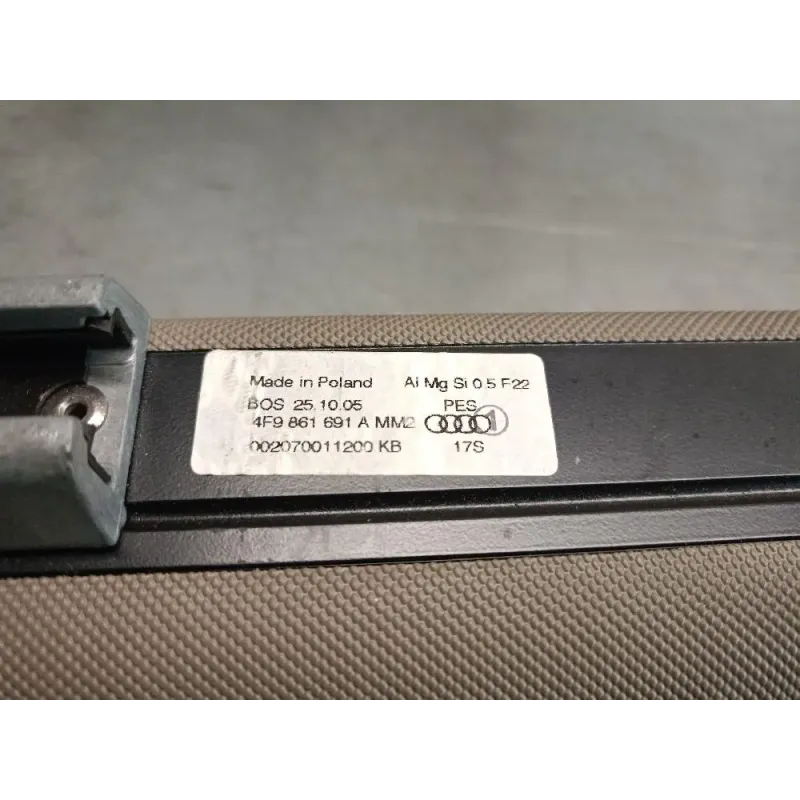 Made in Poland Al Mg Si 0.5 F22
BOS 25.10.05 PES
4F9 861 691 A MM2 1
002070011200 KB 17S